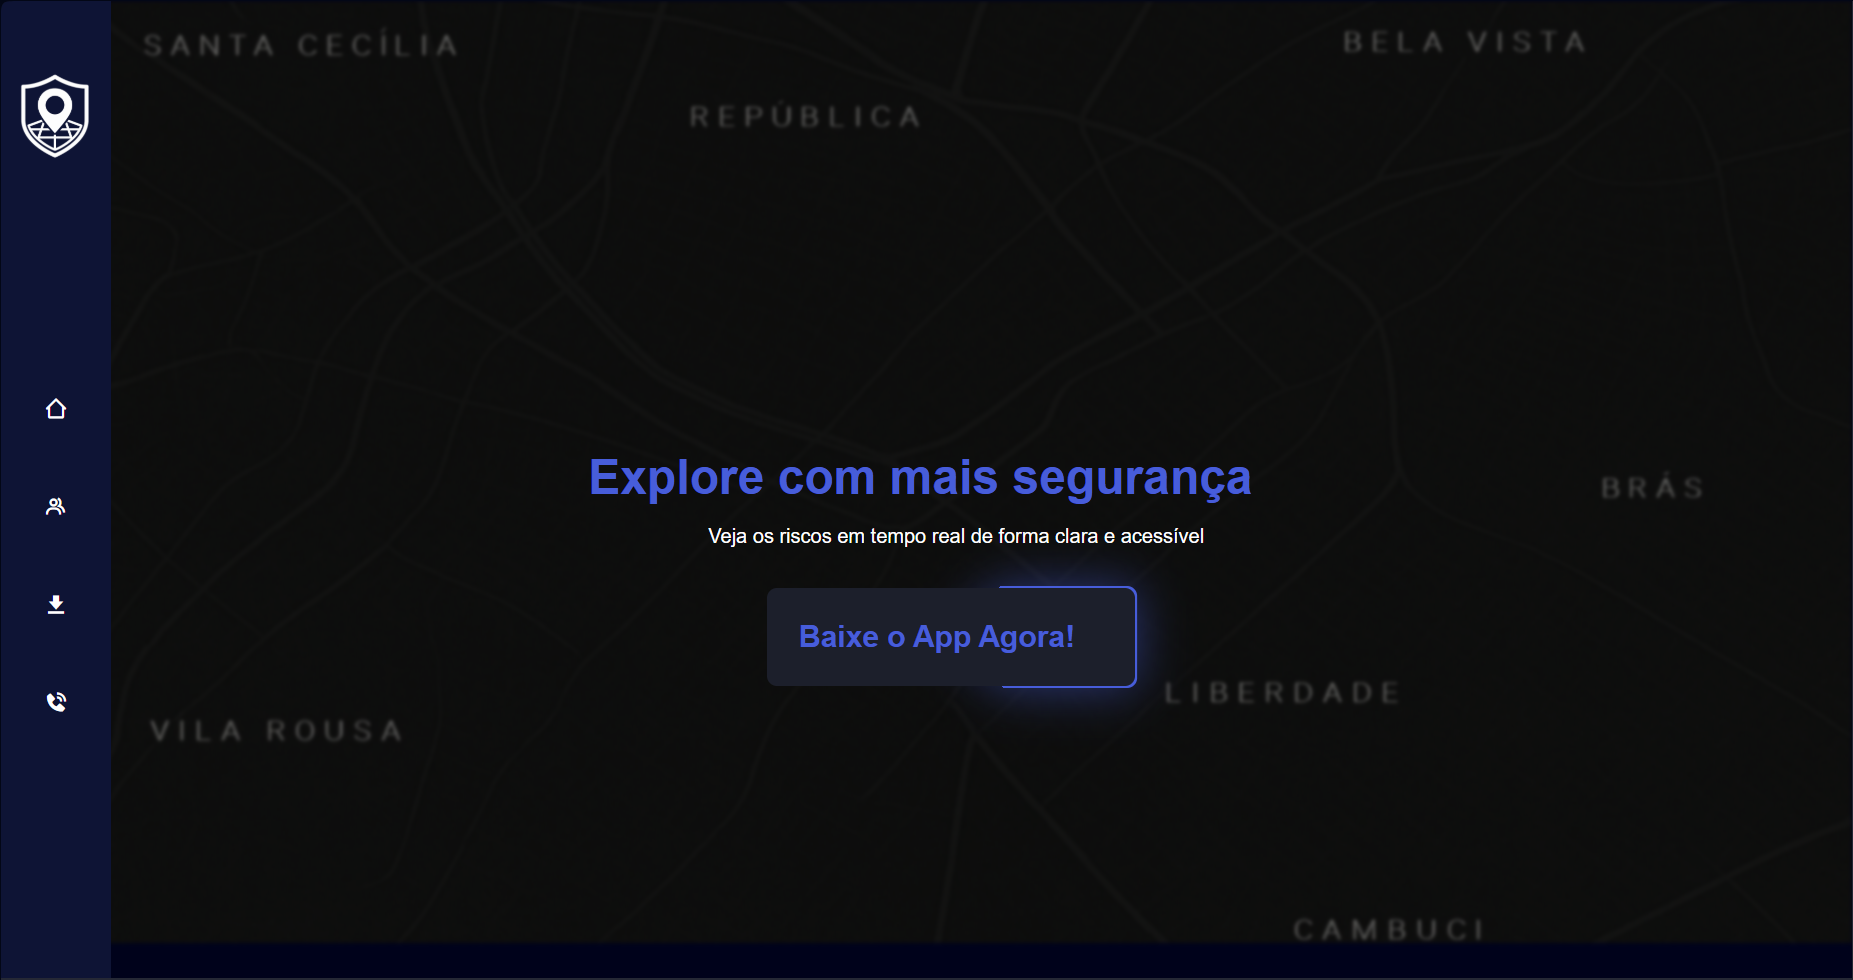 SANTA CECÍLIA
BELA VISTA
REPÚBLICA
Explore com mais segurança
BRÁS
Veja os riscos em tempo real de forma clara e acessível
Baixe o App Agora!
LIBERDADE
VILA ROUSA
CAMBUCI